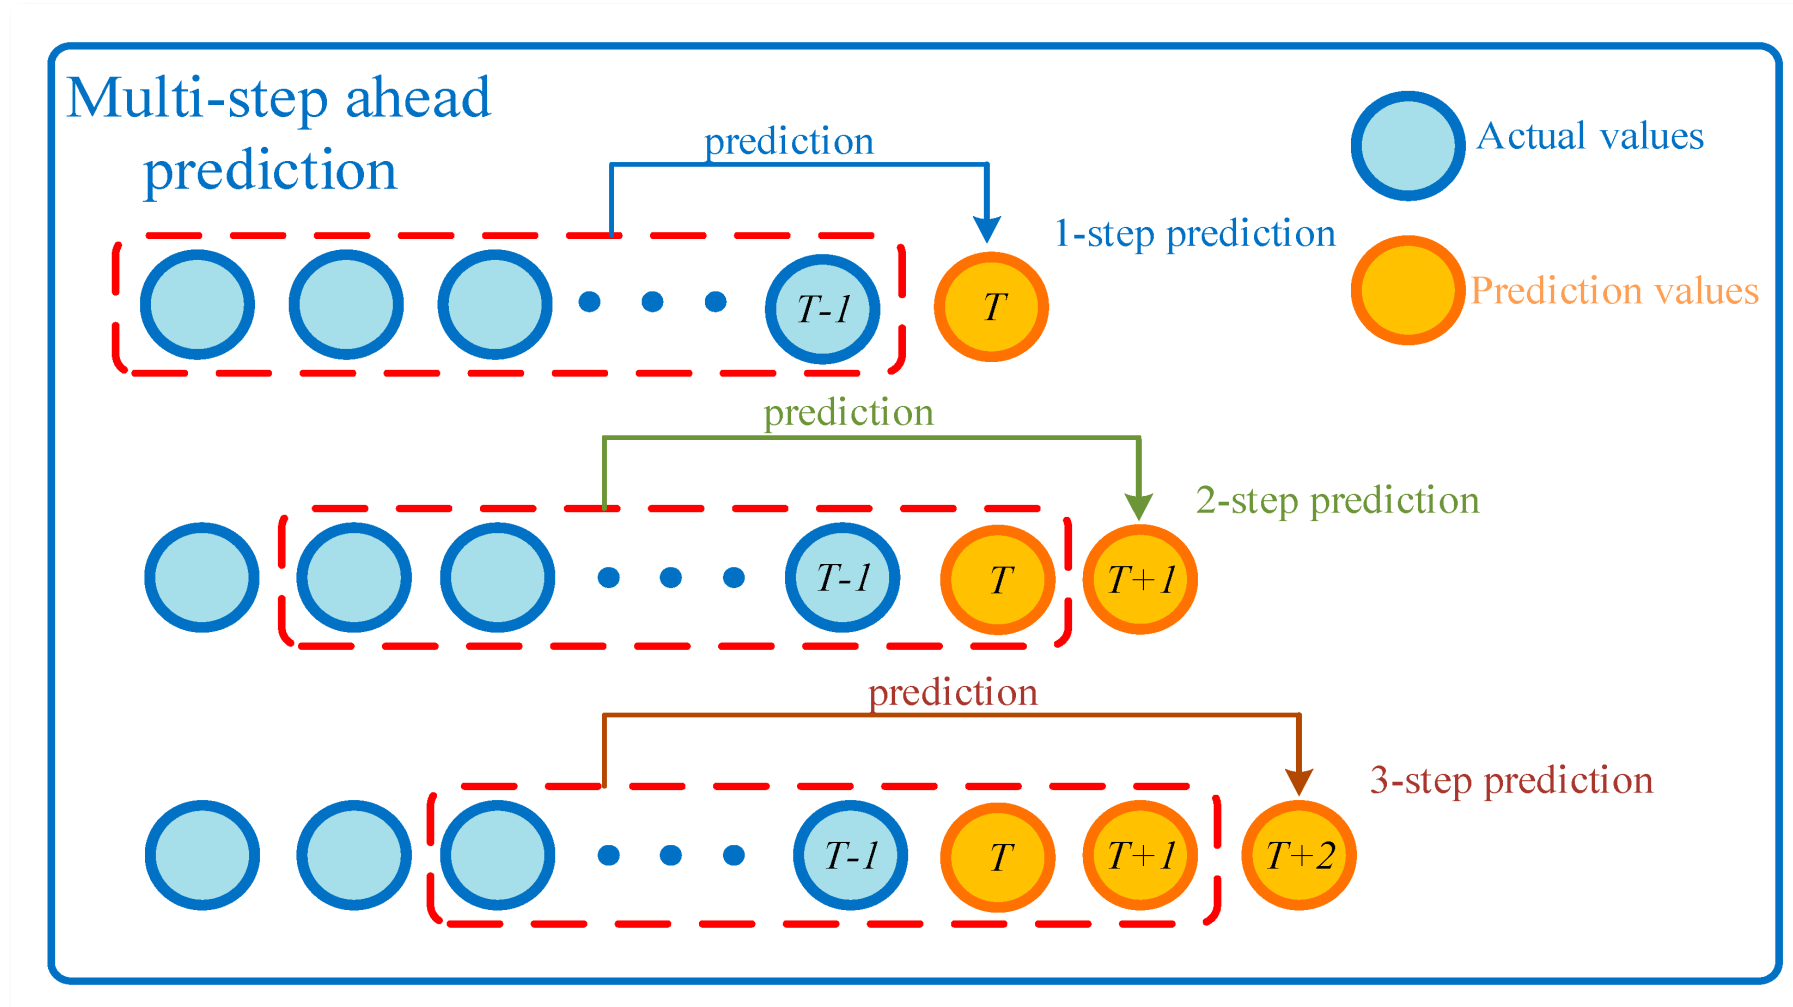 Multi-step ahead
prediction
prediction
Actual values
1-step prediction
Prediction values
T-1
T
prediction
2-step prediction
T-1
T
T+1
prediction
3-step prediction
T-1
T
T+1
T+2